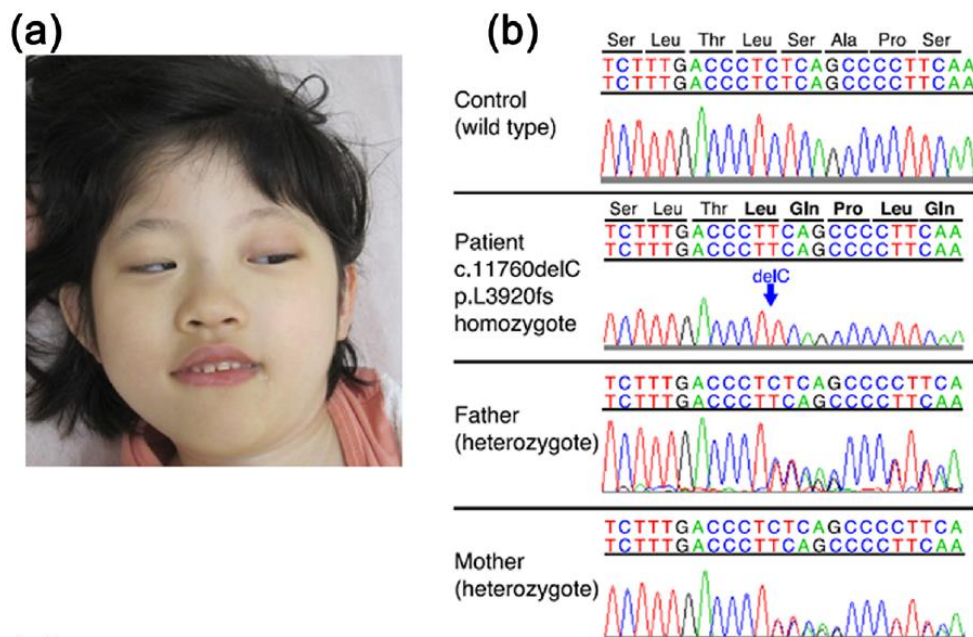 (a)
(b)
Ser Leu Thr Leu Ser Ala Pro Ser
TCTTTGACCCTCTCAGCCCCTTCAA
TCTTTGACCCTCTCAGCCCCTTCAA
Control
(wild type)
Ser Leu Thr Leu Gln Pro Leu Gln
TCTTTGACCCTTCAGCCCCTTCAA
TCTTTGACCCTTCAGCCCCTTCAA
Patient
c.11760delC
p.L3920fs
homozygote
delC
TCTTTGACCCTCTCAGCCCCTTCA
TCTTTGACCCTTCAGCCCCTTCAA
Father
(heterozygote)
TCTTTGACCCTCTCAGCCCCTTCA
TCTTTGACCCTTCAGCCCCTTCAA
Mother
(heterozygote)